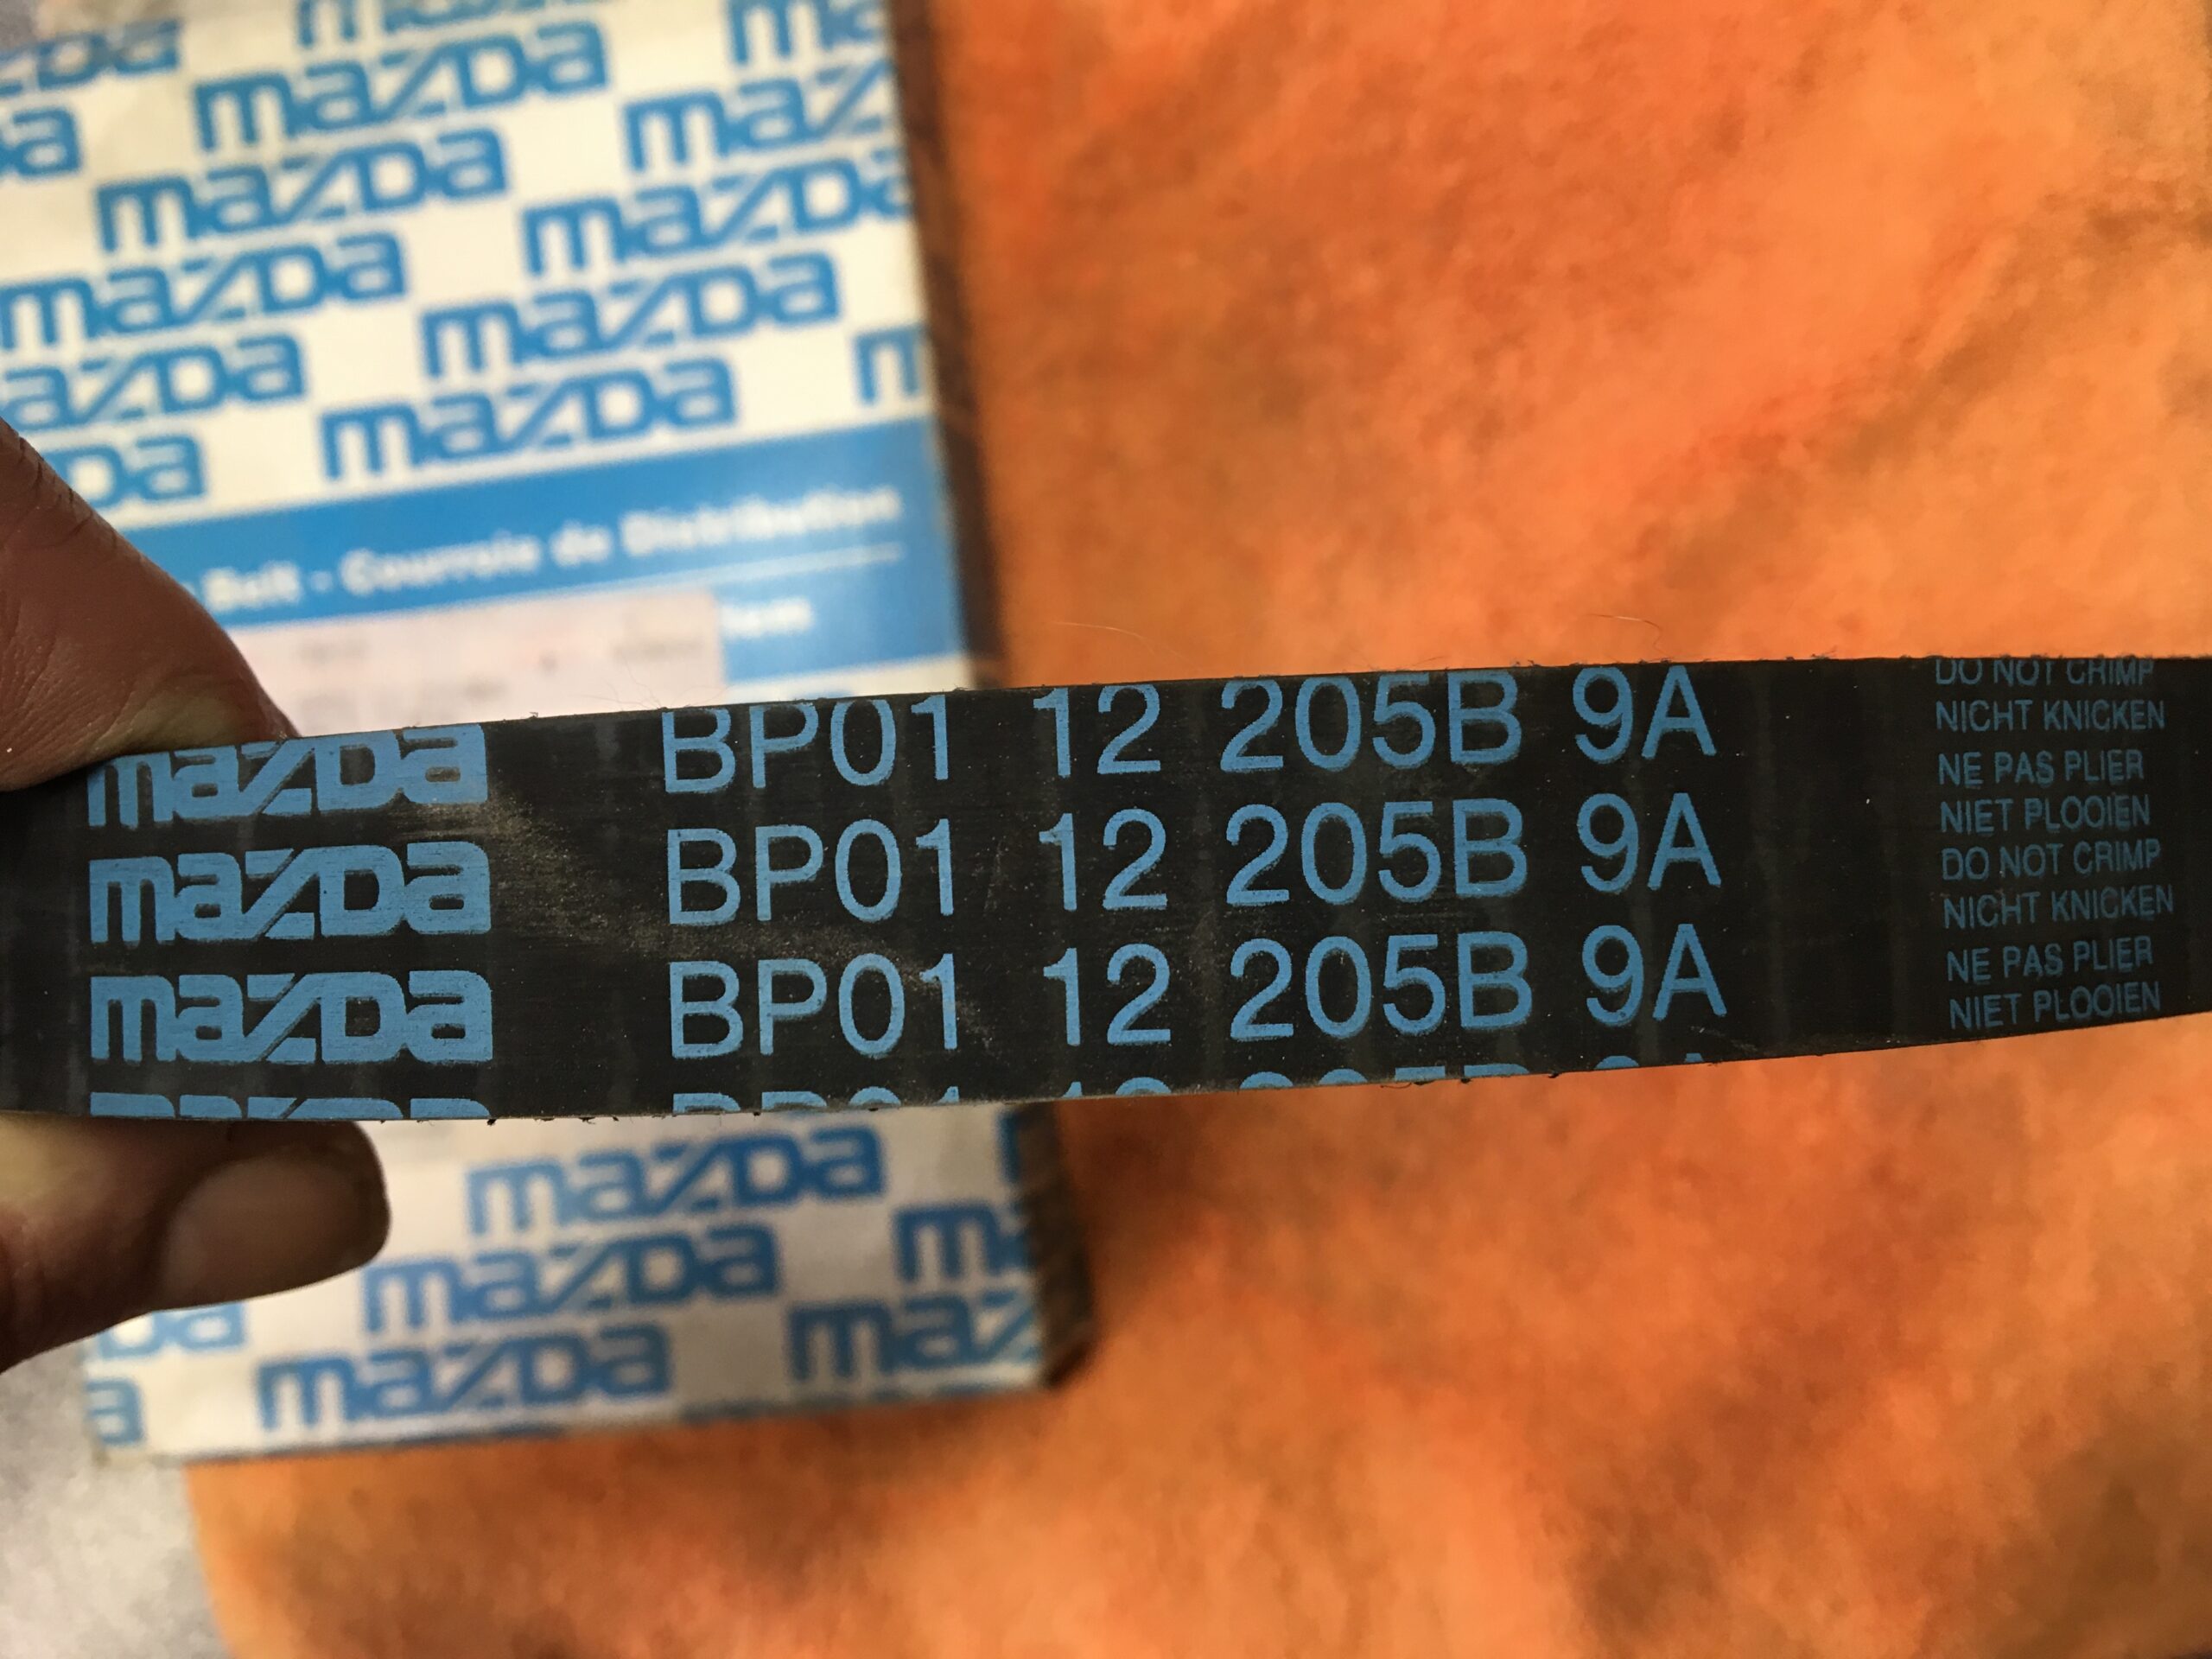 mazda
mazda
mazda
mazda
mazda
mazda
mazda
mazda
Belt - Courroie de Distribution
mazda BP01 12 205B 9A
mazda BP01 12 205B 9A
mazda BP01 12 205B 9A
DO NOT CRIMP
NICHT KNICKEN
NE PAS PLIER
NIET PLOOIEN
DO NOT CRIMP
NICHT KNICKEN
NE PAS PLIER
NIET PLOOIEN
mazda
mazda
mazda